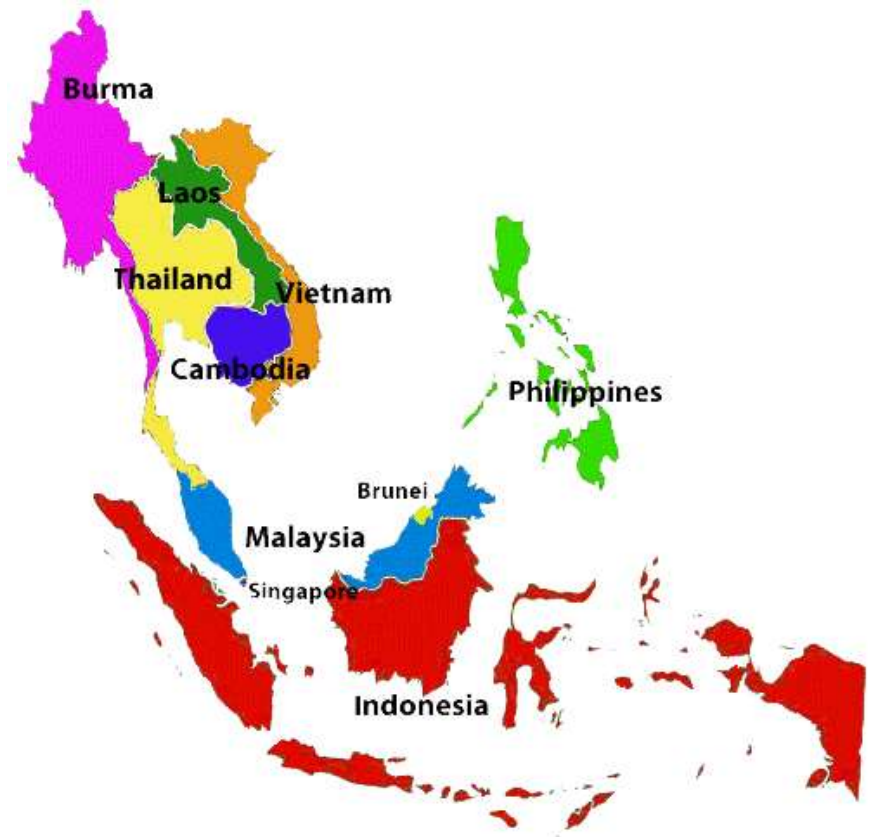 Burma
Laos
Thailand
Vietnam
Cambodia
Philippines
Brunei
Malaysia
Singapore
Indonesia